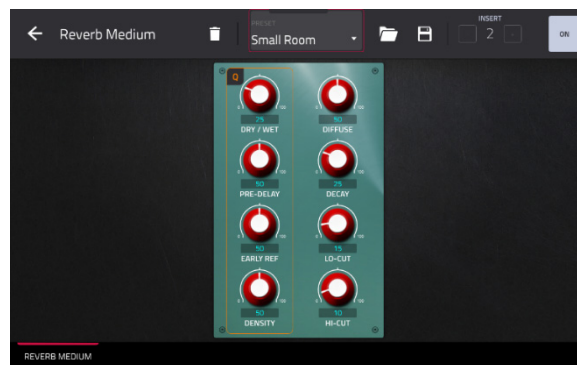 Reverb Medium
PRESET
Small Room
INSERT
2
ON
Q
25
50
DRY / WET
DIFFUSE
50
25
PRE-DELAY
DECAY
50
15
EARLY REF
LO-CUT
50
10
DENSITY
HI-CUT
REVERB MEDIUM